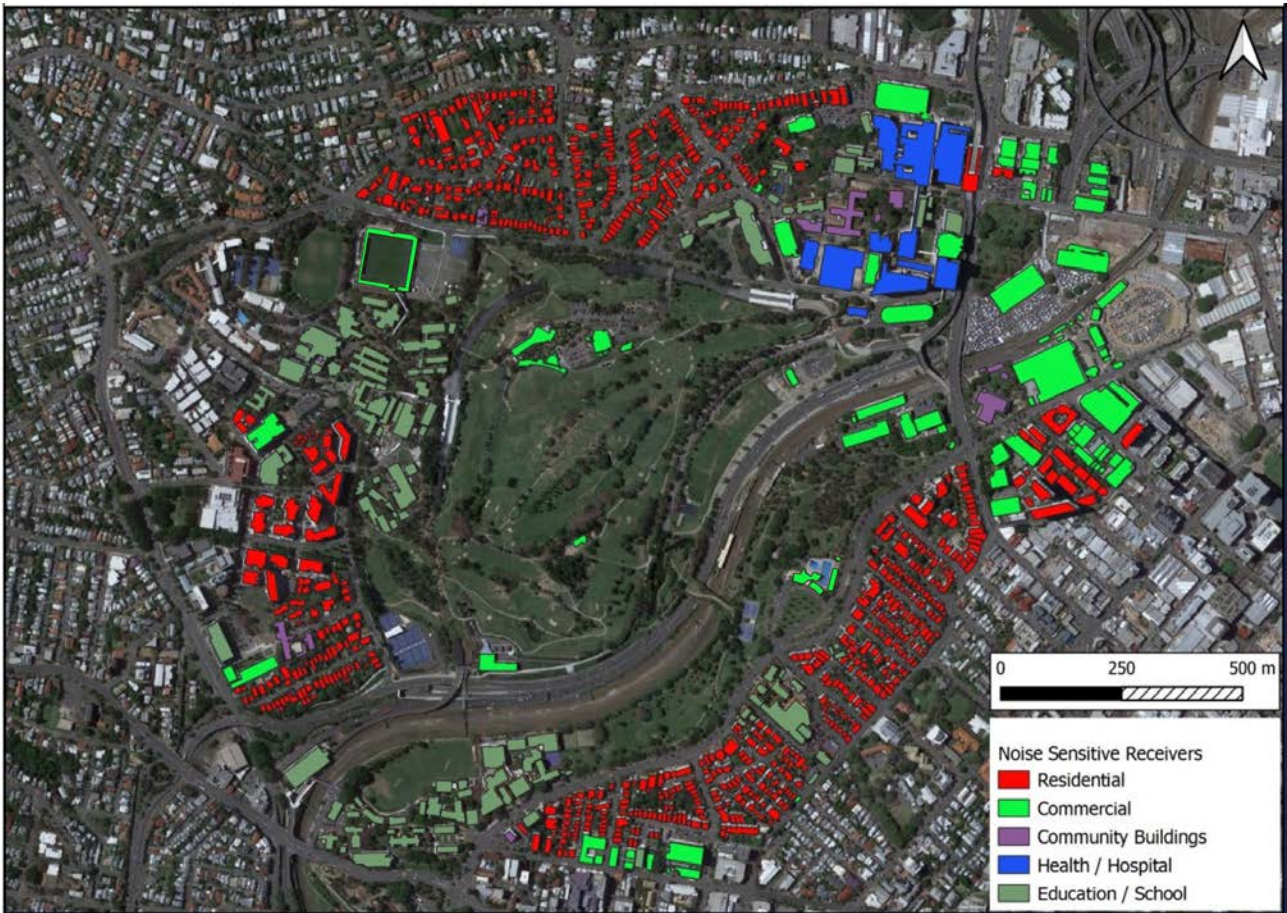 0 250 500 m
Noise Sensitive Receivers
Residential
Commercial
Community Buildings
Health / Hospital
Education / School